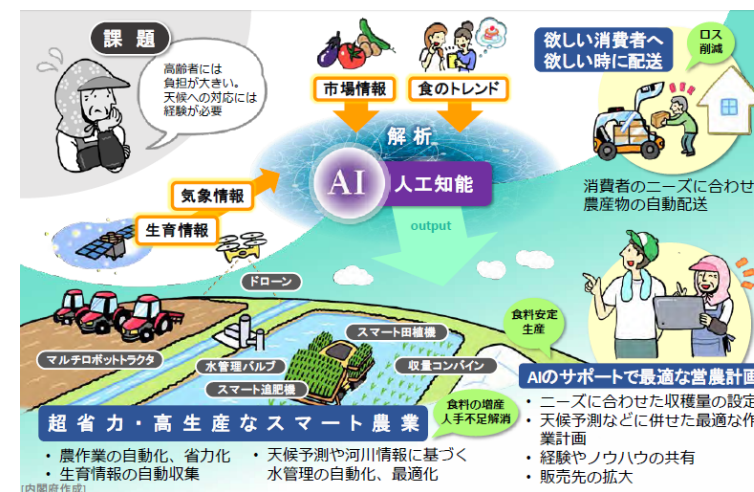 課題
高齢者には
負担が大きい。
天候への対応には
経験が必要
市場情報
食のトレンド
解析
AI 人工知能
気象情報
生育情報
output
欲しい消費者へ
欲しい時に配送
ロス
削減
消費者のニーズに合わせ
農産物の自動配送
ドローン
マルチロボットトラクタ
水管理バルブ
スマート追肥機
スマート田植機
収量コンバイン
食料安定
生産
食料の増産
人手不足解消
超省力・高生産なスマート農業
・農作業の自動化、省力化
・生育情報の自動収集
・天候予測や河川情報に基づく
水管理の自動化、最適化
AIのサポートで最適な営農計画
・ニーズに合わせた収穫量の設定
・天候予測などに併せた最適な作
業計画
・経験やノウハウの共有
・販売先の拡大
[内閣府作成]